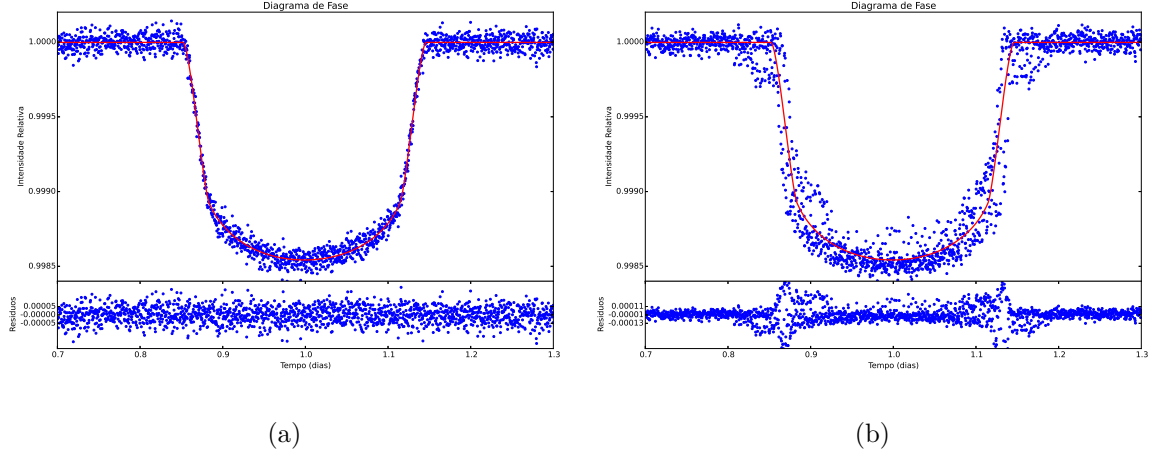 Diagrama de Fase
Intensidade Relativa
1.0000
0.9995
0.9990
0.9985
Resíduos
0.00005
-0.00000
-0.00005
0.7 0.8 0.9 1.0 1.1 1.2 1.3
Tempo (dias)
(a)
Diagrama de Fase
Intensidade Relativa
1.0000
0.9995
0.9990
0.9985
Resíduos
0.00011
-0.00001
-0.00013
0.7 0.8 0.9 1.0 1.1 1.2 1.3
Tempo (dias)
(b)